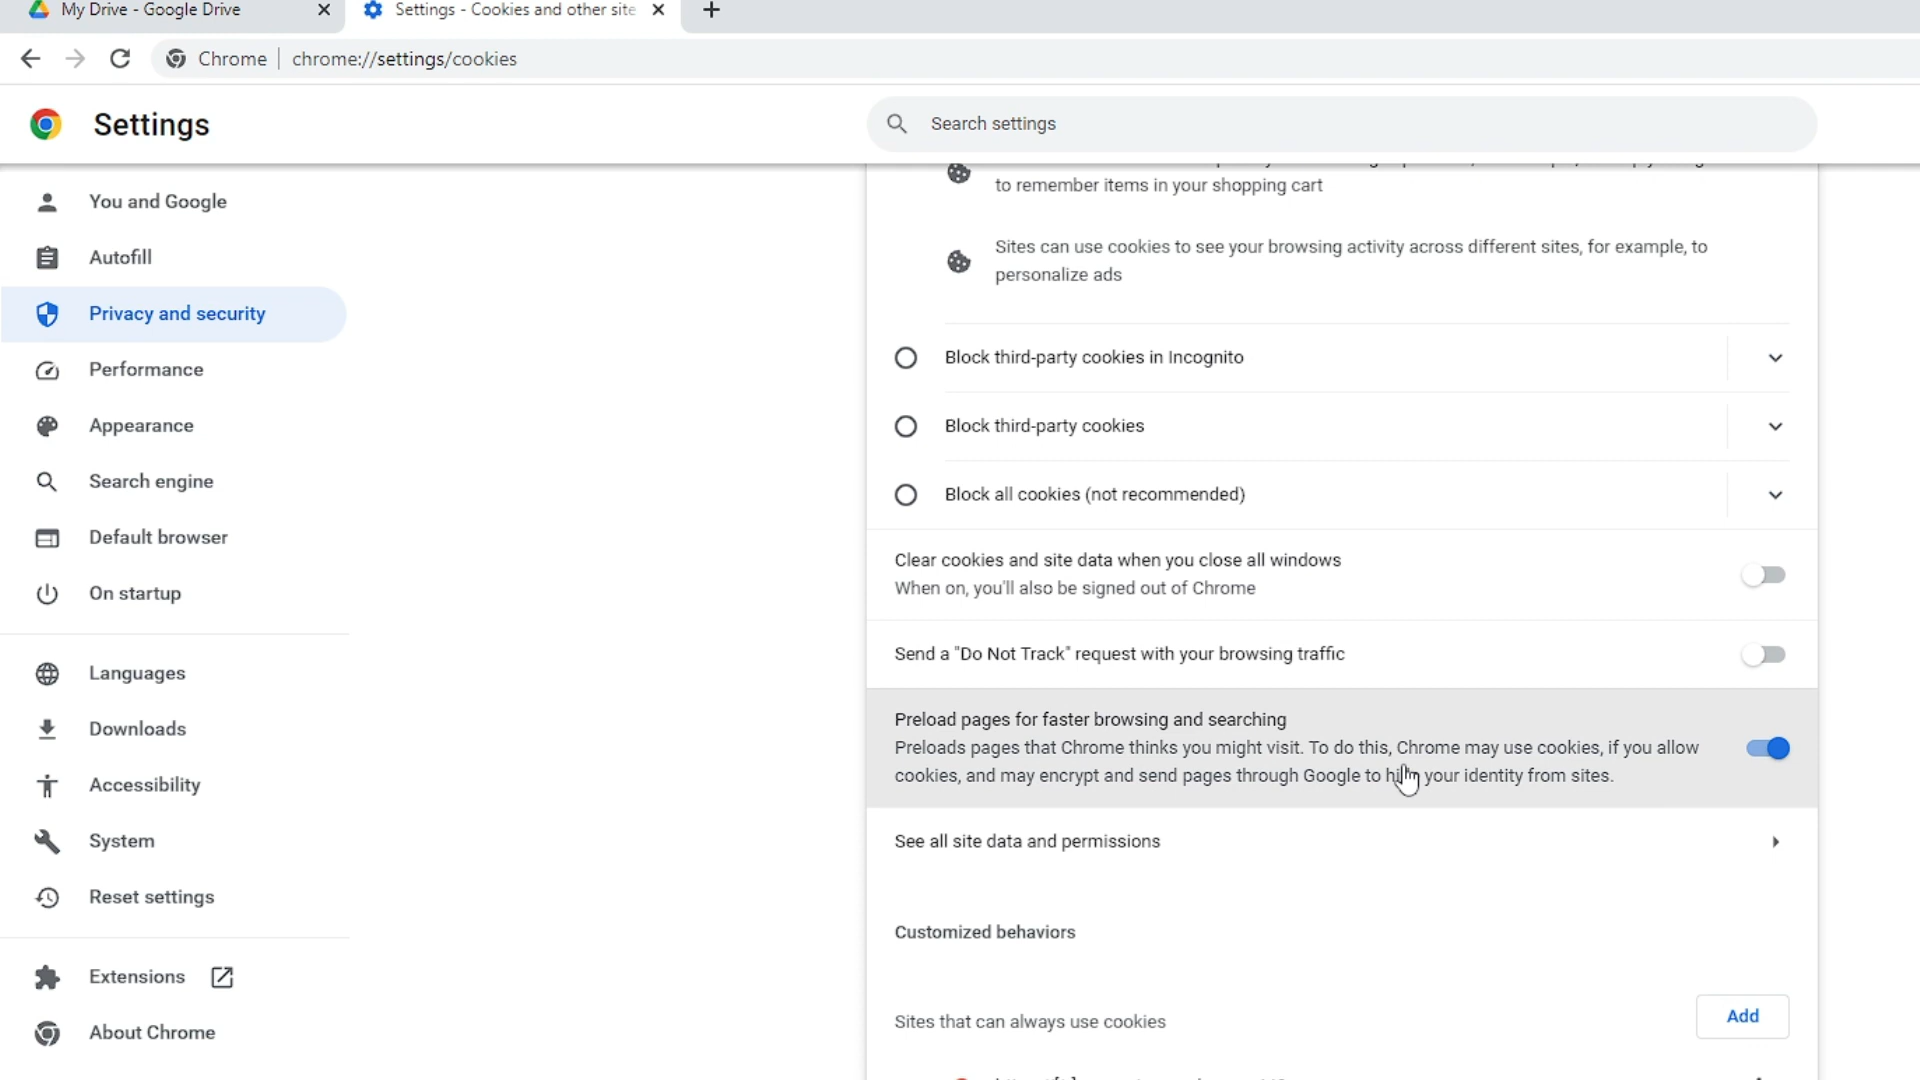 My Drive - Google Drive
Settings - Cookies and other site
Chrome
chrome://settings/cookies
Settings
Search settings
You and Google
Autofill
Privacy and security
Performance
Appearance
Search engine
Default browser
On startup
Languages
Downloads
Accessibility
System
Reset settings
Extensions
About Chrome
to remember items in your shopping cart
Sites can use cookies to see your browsing activity across different sites, for example, to
personalize ads
Block third-party cookies in Incognito
Block third-party cookies
Block all cookies (not recommended)
Clear cookies and site data when you close all windows
When on, you'll also be signed out of Chrome
Send a "Do Not Track" request with your browsing traffic
Preload pages for faster browsing and searching
Preloads pages that Chrome thinks you might visit. To do this, Chrome may use cookies, if you allow
cookies, and may encrypt and send pages through Google to your identity from sites.
See all site data and permissions
Customized behaviors
Sites that can always use cookies
Add